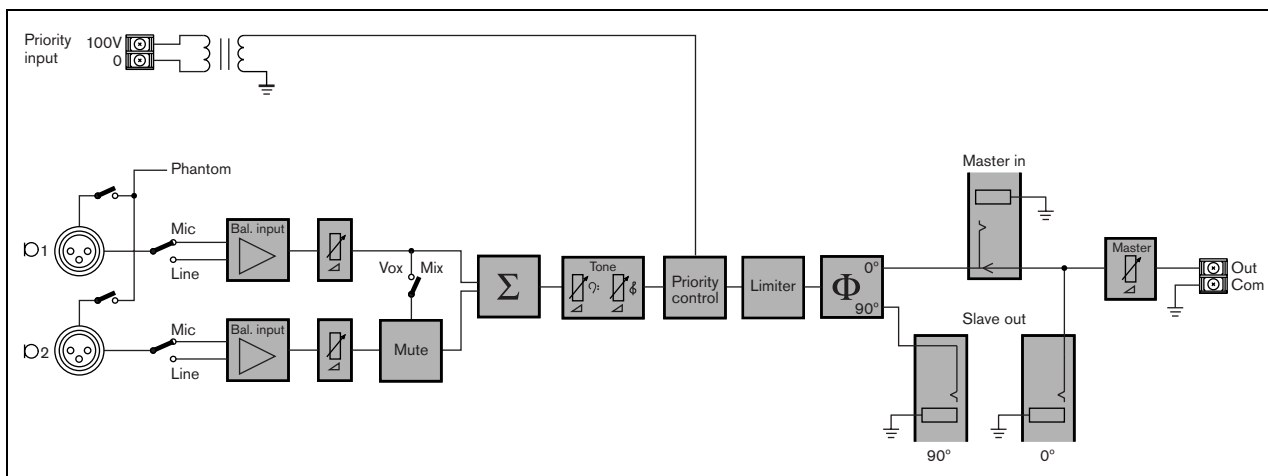 Priority
input
100V
0
Phantom
1
Mic
Line
Bal. input
2
Mic
Line
Bal. input
Vox
Mix
Mute
Σ
Tone
Priority
control
Limiter
Φ
0°
90°
Master in
Slave out
90°
0°
Master
Out
Com